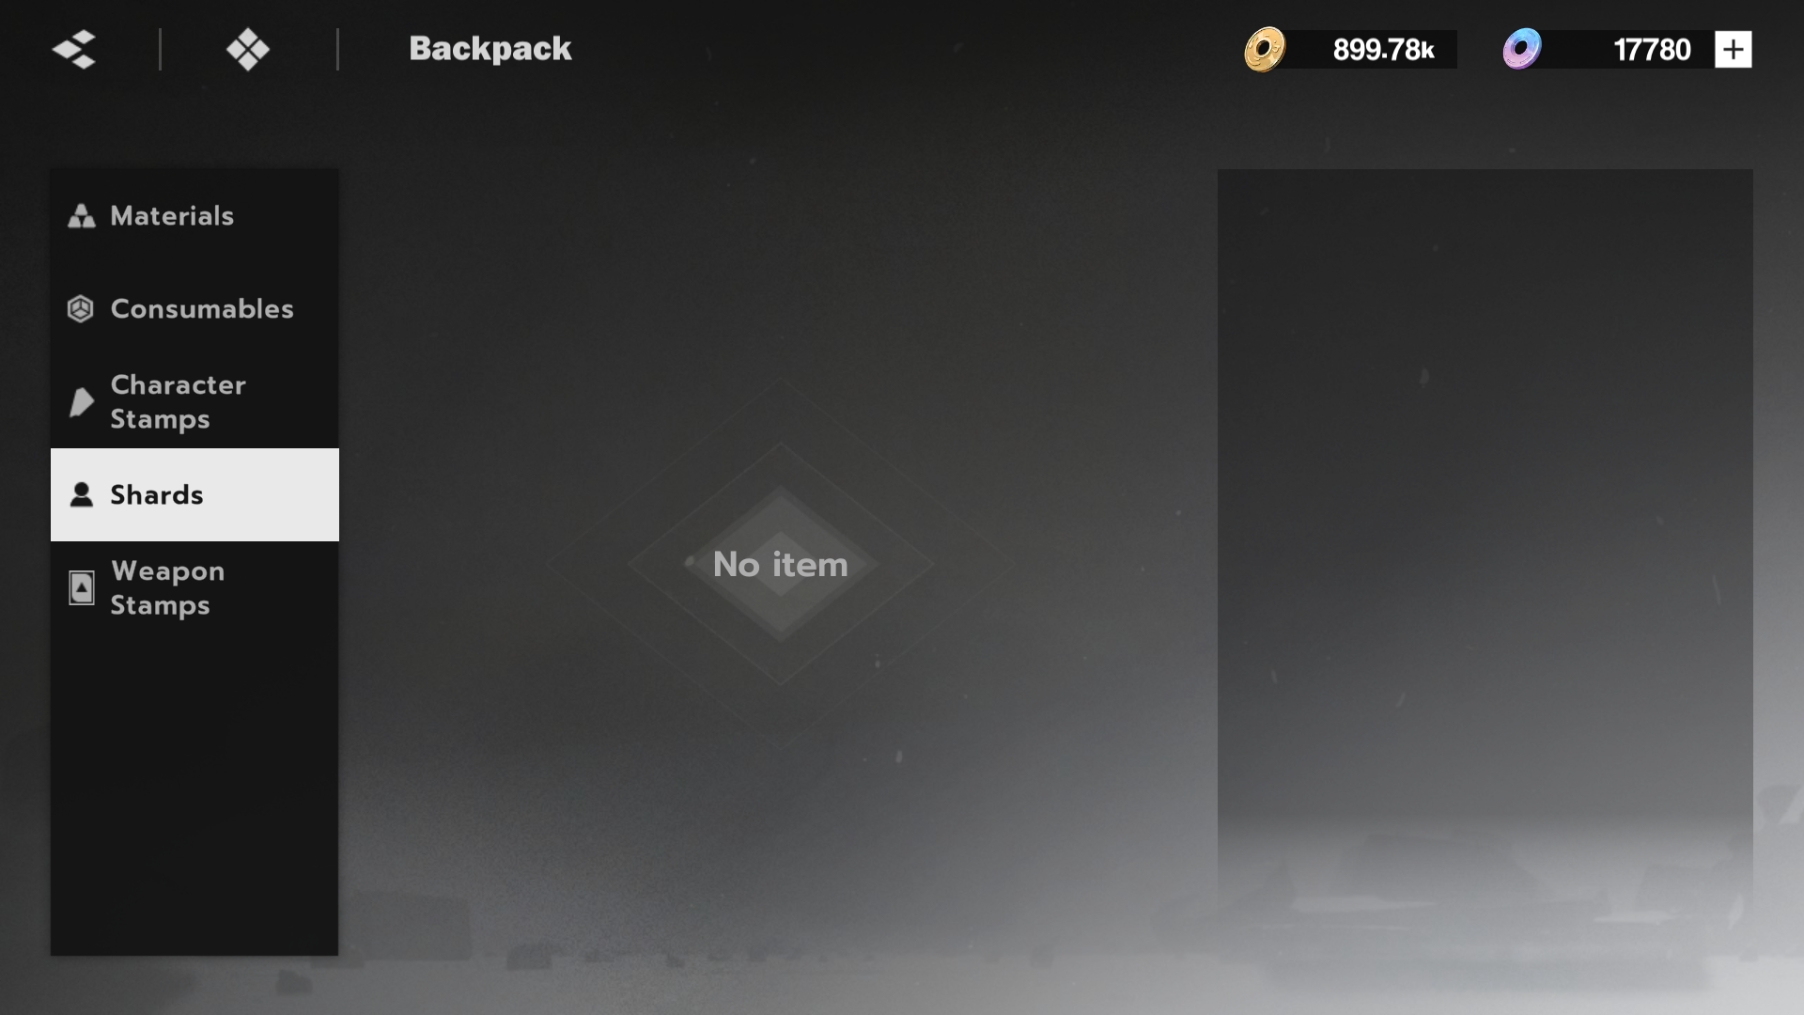 Backpack
899.78k
17780
Materials
Consumables
Character
Stamps
Shards
Weapon
Stamps
No item